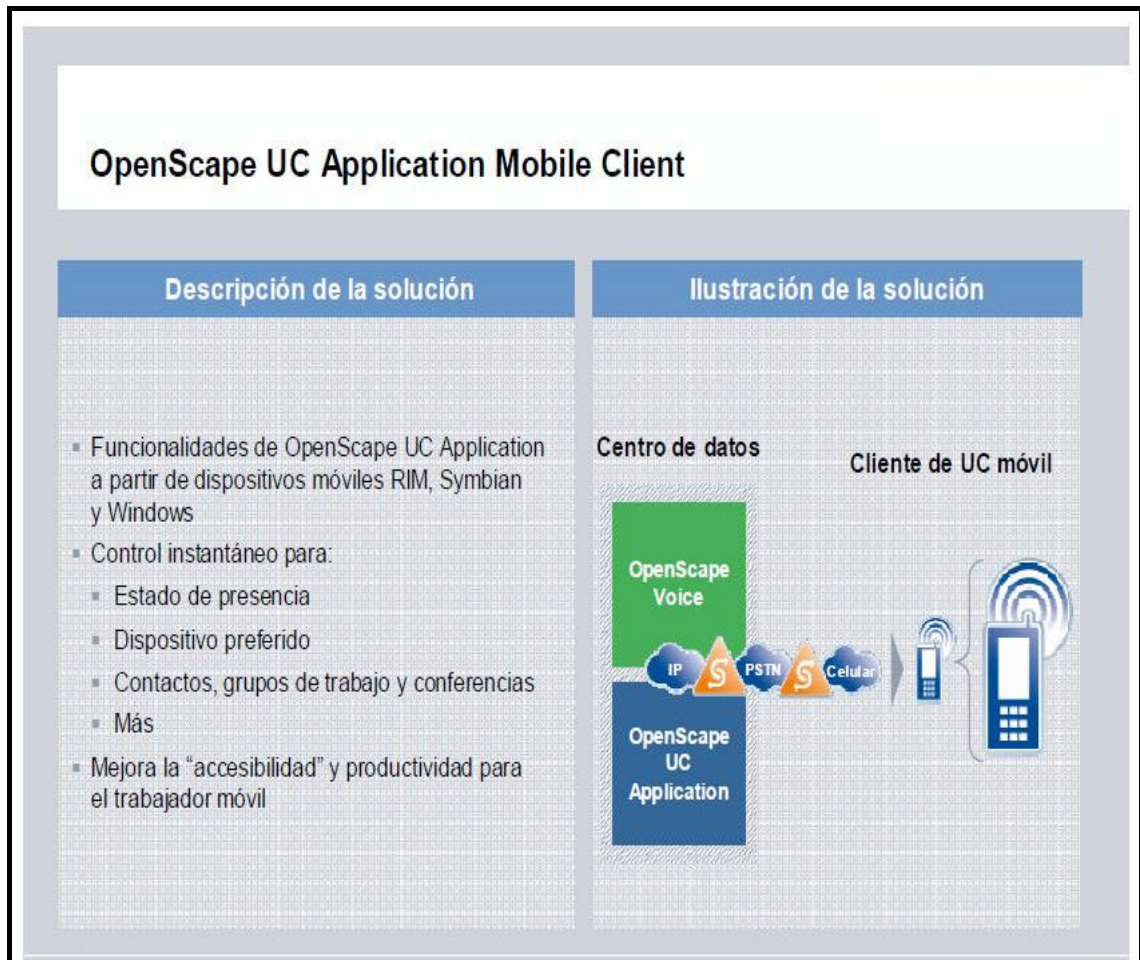 OpenScape UC Application Mobile Client
Descripción de la solución
Funcionalidades de OpenScape UC Application
a partir de dispositivos móviles RIM, Symbian
y Windows
Control instantáneo para:
Estado de presencia
Dispositivo preferido
Contactos, grupos de trabajo y conferencias
Más
Mejora la “accesibilidad” y productividad para
el trabajador móvil
Ilustración de la solución
Centro de datos
Cliente de UC móvil
OpenScape
Voice
IP
PSTN
Celular
OpenScape
UC
Application